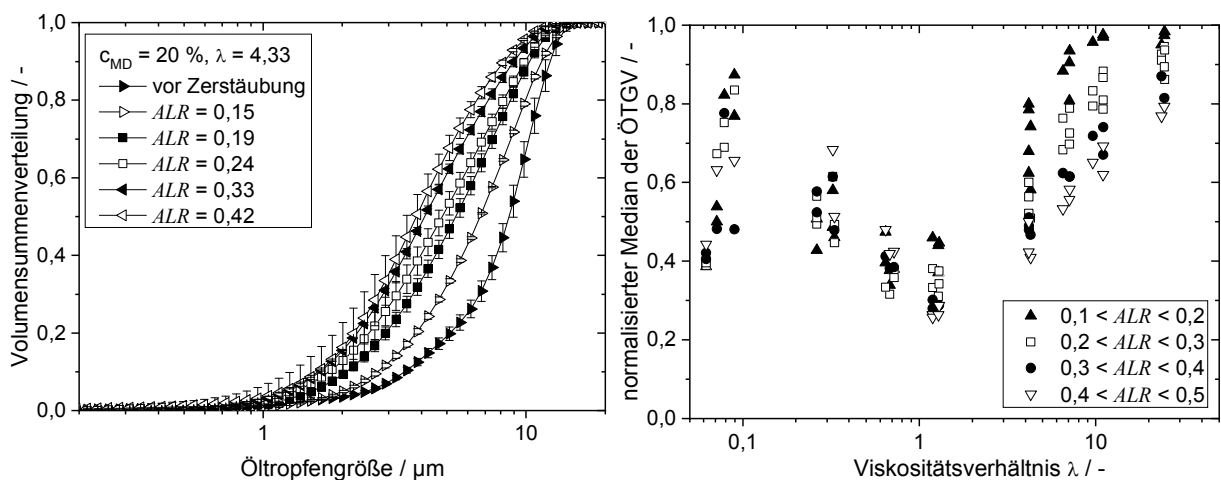 Volumensummenverteilung / -
1,0
0,8
0,6
0,4
0,2
0,0
c_MD = 20 %, λ = 4,33
vor Zerstäubung
ALR = 0,15
ALR = 0,19
ALR = 0,24
ALR = 0,33
ALR = 0,42
1
10
Öltropfengröße / µm
normalisierter Median der ÖTGV / -
1,0
0,8
0,6
0,4
0,2
0,0
0,1 < ALR < 0,2
0,2 < ALR < 0,3
0,3 < ALR < 0,4
0,4 < ALR < 0,5
0,1
1
10
Viskositätsverhältnis λ / -